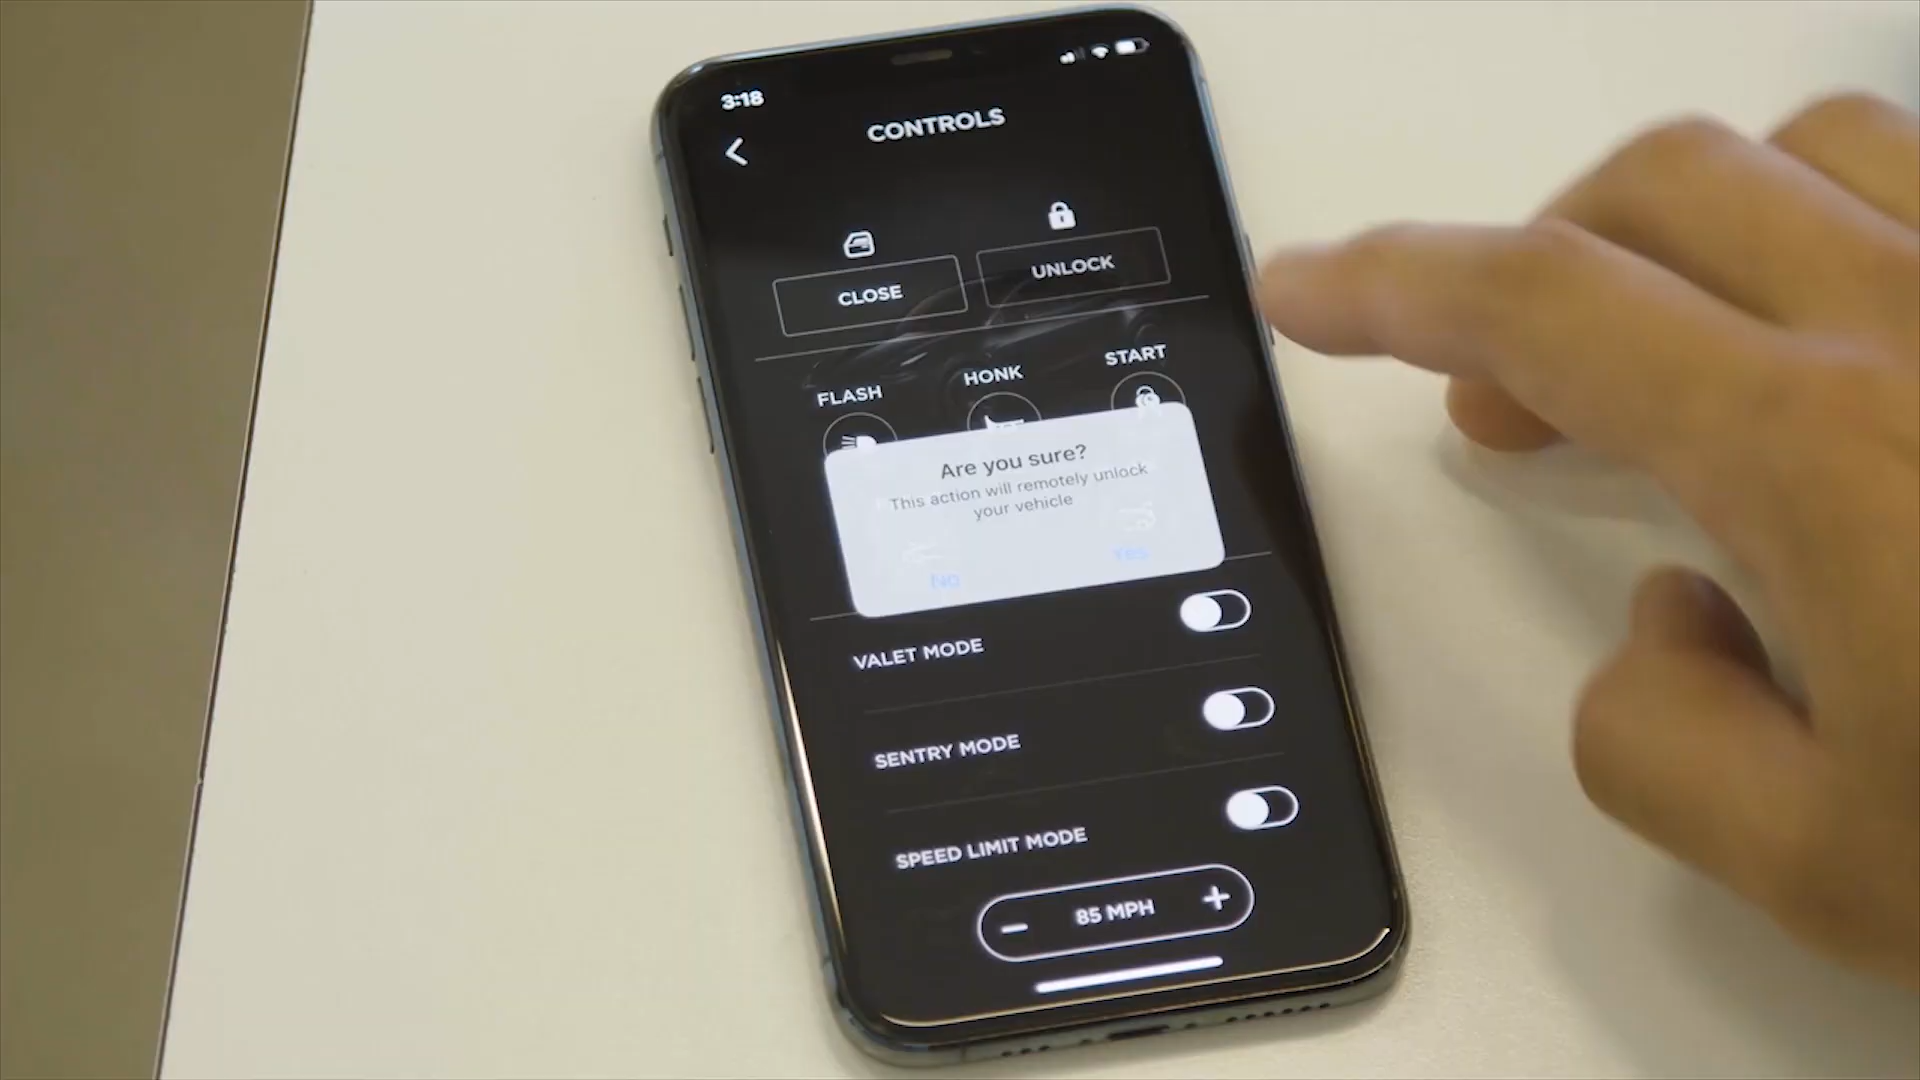 3:18
CONTROLS
CLOSE
UNLOCK
FLASH
HONK
START
Are you sure?
This action will remotely unlock
your vehicle
No
Yes
VALET MODE
SENTRY MODE
SPEED LIMIT MODE
85 MPH